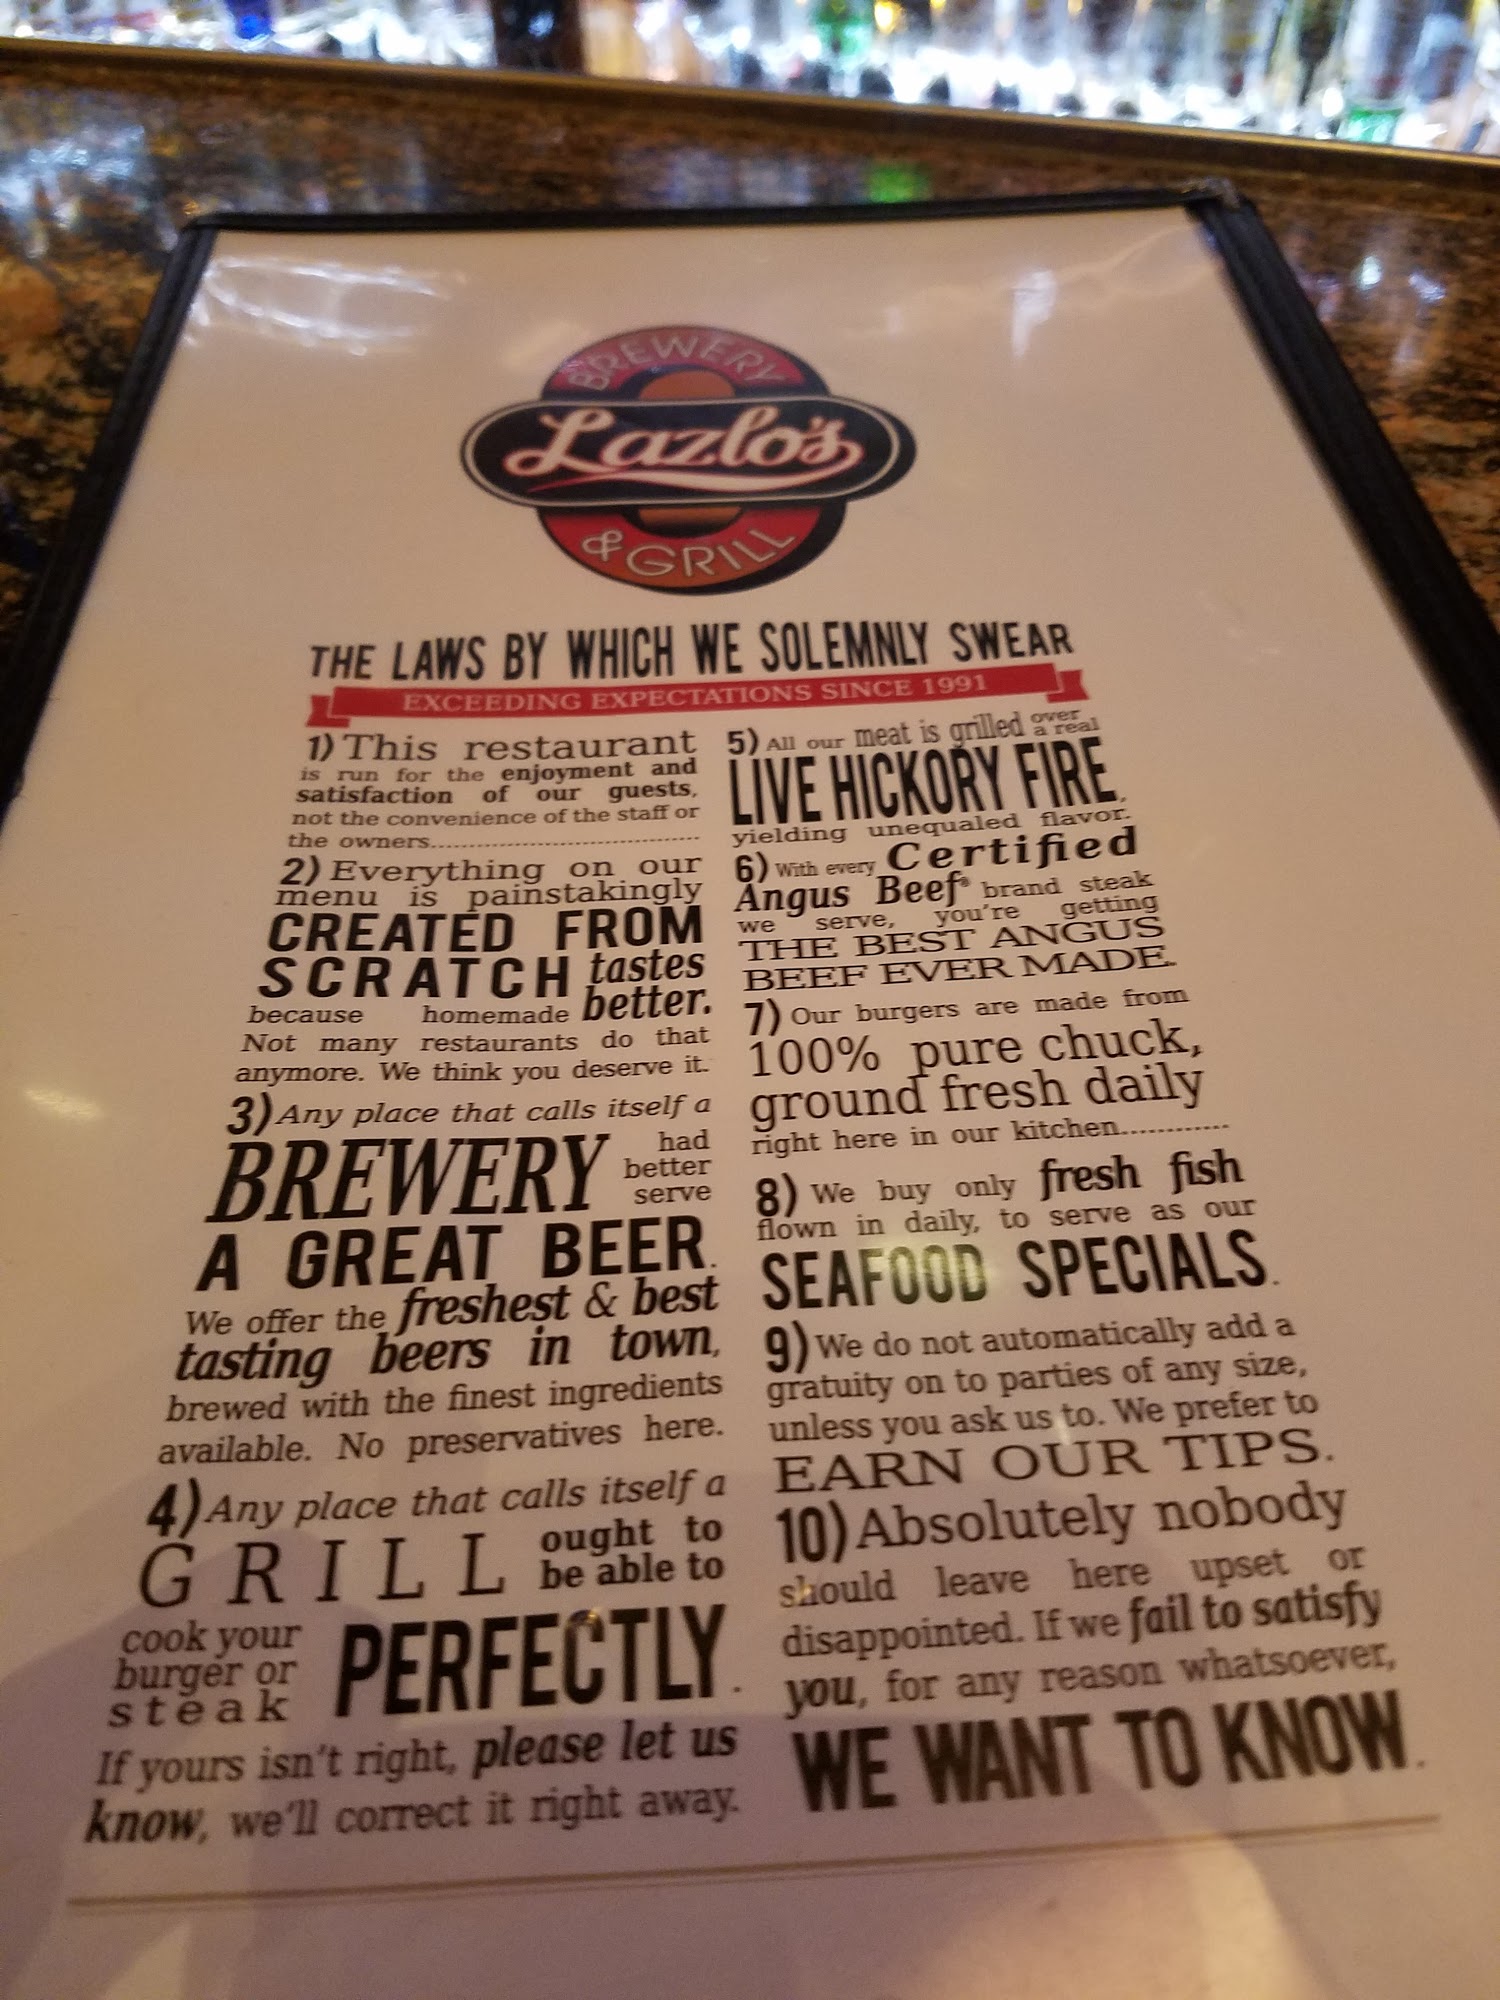 BREWERY
Lazlo's
& GRILL
THE LAWS BY WHICH WE SOLEMNLY SWEAR
EXCEEDING EXPECTATIONS SINCE 1991
1) This restaurant
is run for the enjoyment and
satisfaction of our guests,
not the convenience of the staff or
the owners...................................
2) Everything on our
menu is painstakingly
CREATED FROM
SCRATCH tastes
because homemade better.
Not many restaurants do that
anymore. We think you deserve it.
3) Any place that calls itself a
BREWERY had
better
serve
A GREAT BEER.
We offer the freshest & best
tasting beers in town,
brewed with the finest ingredients
available. No preservatives here.
4) Any place that calls itself a
GRILL ought to
be able to
cook your
burger or
steak PERFECTLY.
If yours isn't right, please let us
know, we'll correct it right away.
5) All our meat is grilled over
a real
LIVE HICKORY FIRE,
yielding unequaled flavor.
6) With every Certified
Angus Beef® brand steak
we serve, you're getting
THE BEST ANGUS
BEEF EVER MADE.
7) Our burgers are made from
100% pure chuck,
ground fresh daily
right here in our kitchen............
8) We buy only fresh fish
flown in daily, to serve as our
SEAFOOD SPECIALS.
9) We do not automatically add a
gratuity on to parties of any size,
unless you ask us to. We prefer to
EARN OUR TIPS.
10) Absolutely nobody
should leave here upset or
disappointed. If we fail to satisfy
you, for any reason whatsoever,
WE WANT TO KNOW.